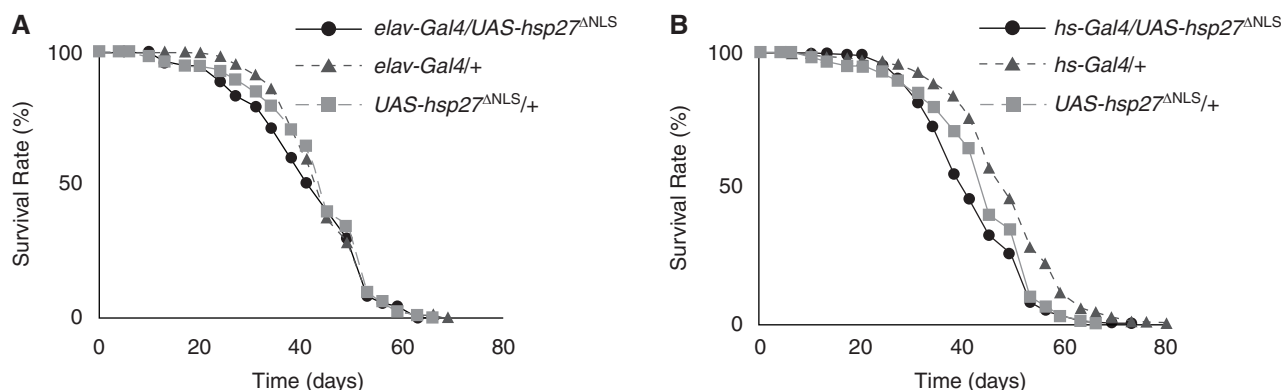 A
elav-Gal4/UAS-hsp27ΔNLS
elav-Gal4/+
UAS-hsp27ΔNLS/+
Survival Rate (%)
100
50
0
0 20 40 60 80
Time (days)
B
hs-Gal4/UAS-hsp27ΔNLS
hs-Gal4/+
UAS-hsp27ΔNLS/+
Survival Rate (%)
100
50
0
0 20 40 60 80
Time (days)